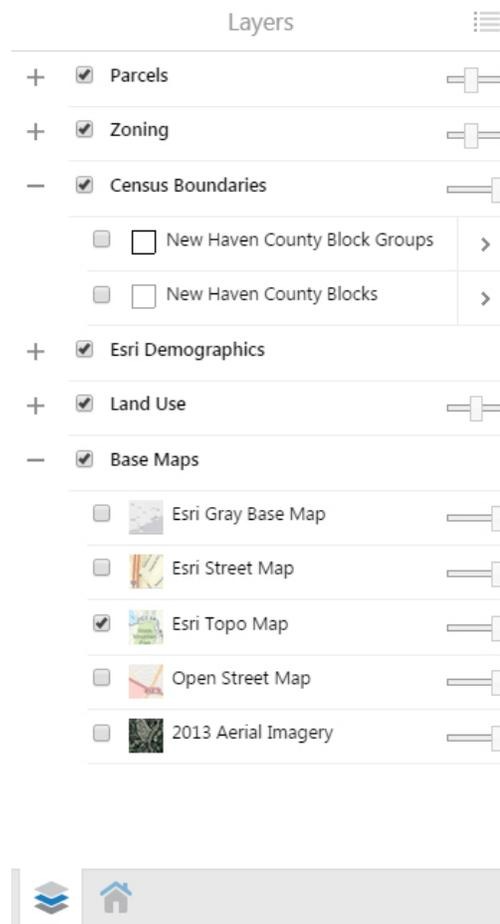 Layers
Parcels
Zoning
Census Boundaries
New Haven County Block Groups
New Haven County Blocks
Esri Demographics
Land Use
Base Maps
Esri Gray Base Map
Esri Street Map
Esri Topo Map
Open Street Map
2013 Aerial Imagery